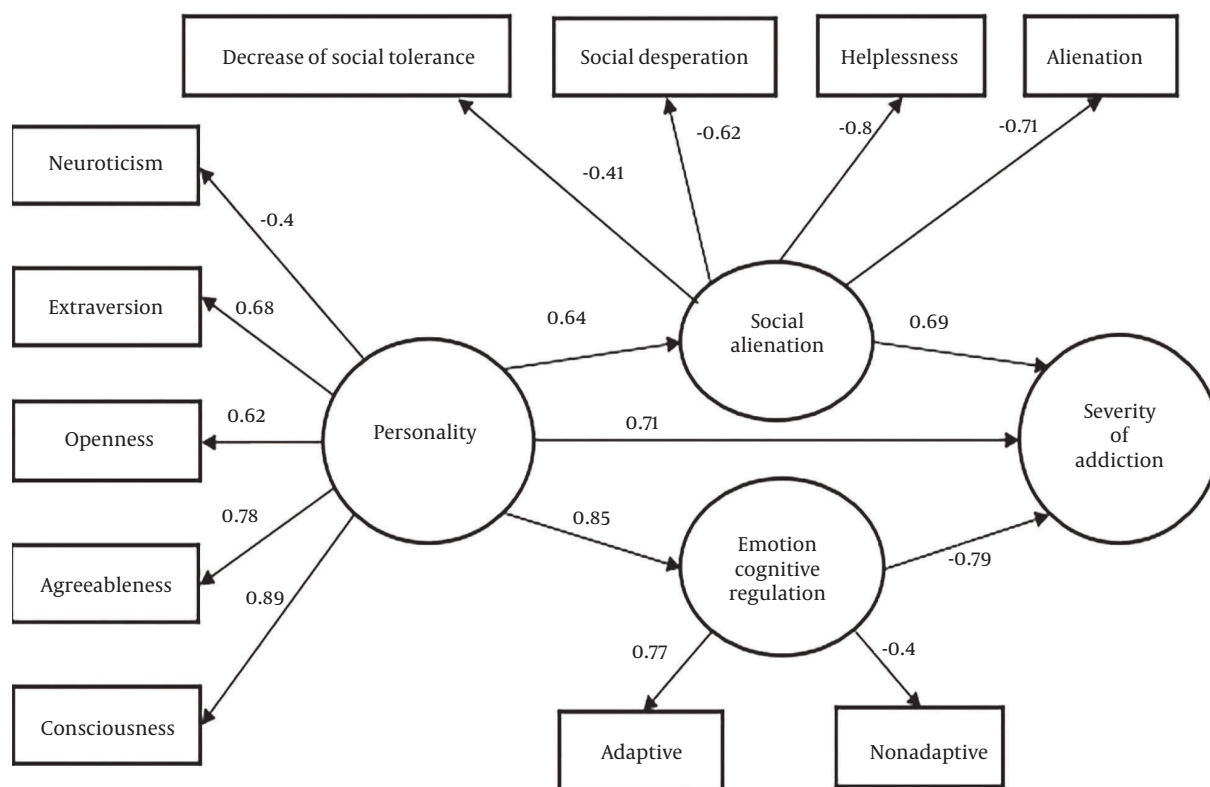 Decrease of social tolerance
Social desperation
Helplessness
Alienation
-0.62
-0.8
-0.71
Neuroticism
-0.41
-0.4
Extraversion
0.68
0.64
Social
alienation
0.69
Openness
0.62
Personality
0.71
Severity
of
addiction
0.78
0.85
Emotion
cognitive
regulation
-0.79
Agreeableness
0.89
0.77
-0.4
Consciousness
Adaptive
Nonadaptive